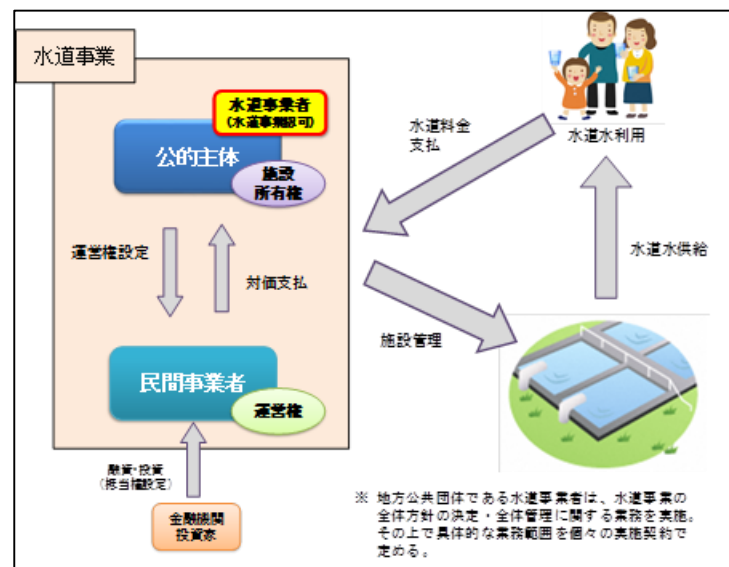 水道事業
水道事業者
(水道事業認可)
公的主体
施設
所有権
運営権設定
対価支払
民間事業者
運営権
融資・投資
(抵当権設定)
金融機関
投資家
水道料金
支払
水道水利用
水道水供給
施設管理
※ 地方公共団体である水道事業者は、水道事業の
全体方針の決定・全体管理に関する業務を実施。
その上で具体的な業務範囲を個々の実施契約で
定める。